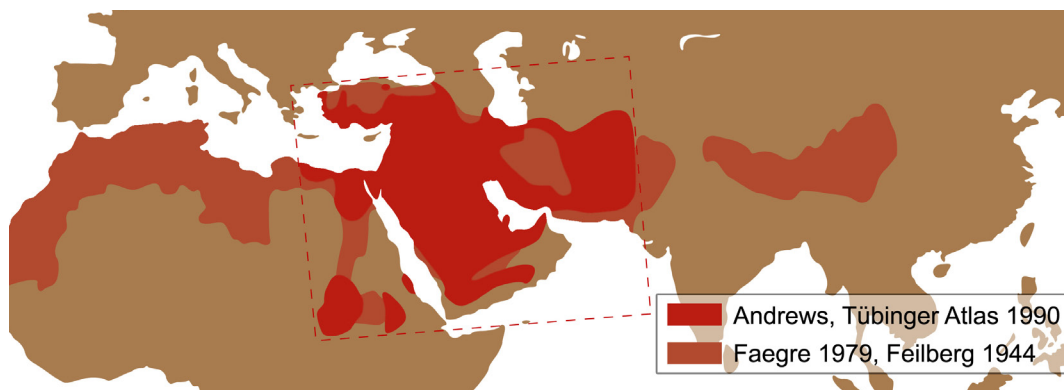 Andrews, Tübinger Atlas 1990
Faegre 1979, Feilberg 1944